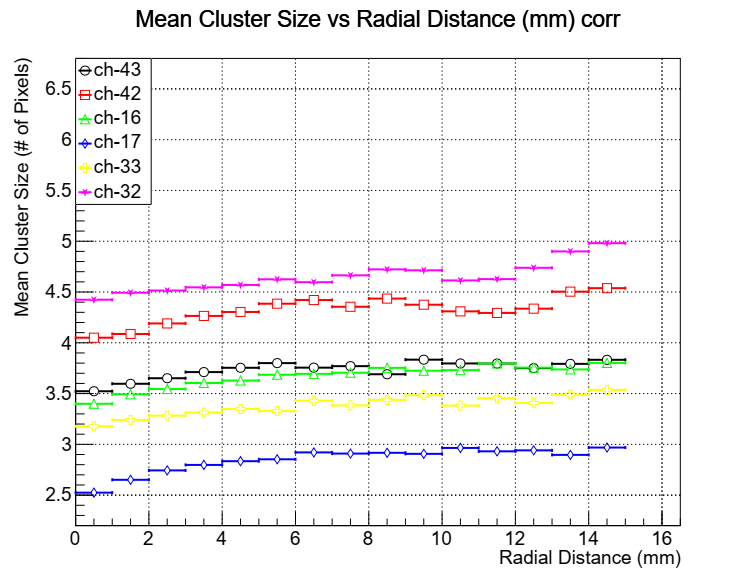 Mean Cluster Size vs Radial Distance (mm) corr
Mean Cluster Size (# of Pixels)
6.5
6
5.5
5
4.5
4
3.5
3
2.5
ch-43
ch-42
ch-16
ch-17
ch-33
ch-32
0 2 4 6 8 10 12 14 16
Radial Distance (mm)